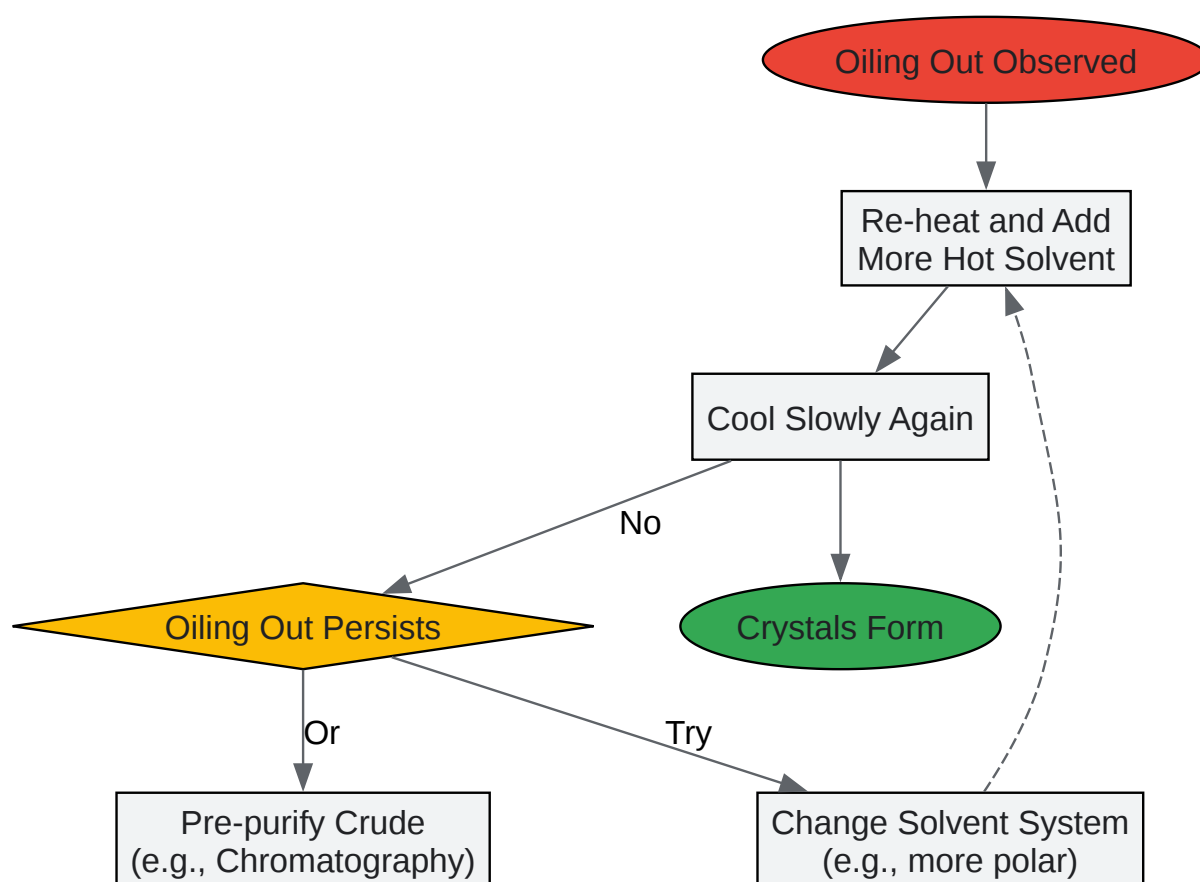 Oiling Out Observed
Re-heat and Add
More Hot Solvent
Cool Slowly Again
No
Oiling Out Persists
Crystals Form
Or
Try
Pre-purify Crude
(e.g., Chromatography)
Change Solvent System
(e.g., more polar)